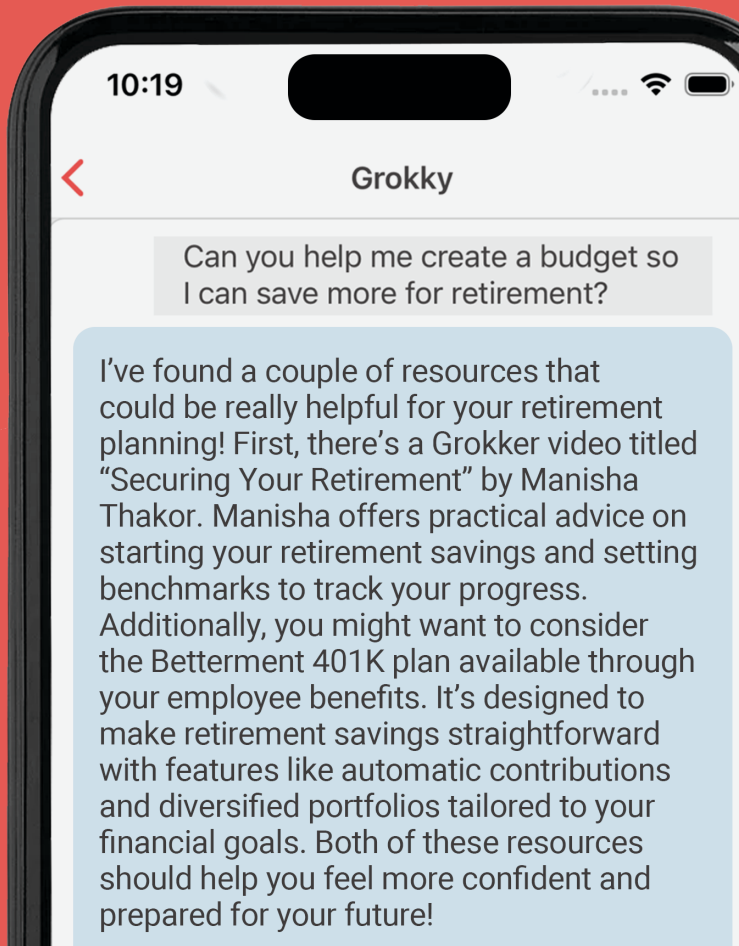 10:19
Grokky
Can you help me create a budget so
I can save more for retirement?
I’ve found a couple of resources that
could be really helpful for your retirement
planning! First, there’s a Grokker video titled
“Securing Your Retirement” by Manisha
Thakor. Manisha offers practical advice on
starting your retirement savings and setting
benchmarks to track your progress.
Additionally, you might want to consider
the Betterment 401K plan available through
your employee benefits. It’s designed to
make retirement savings straightforward
with features like automatic contributions
and diversified portfolios tailored to your
financial goals. Both of these resources
should help you feel more confident and
prepared for your future!